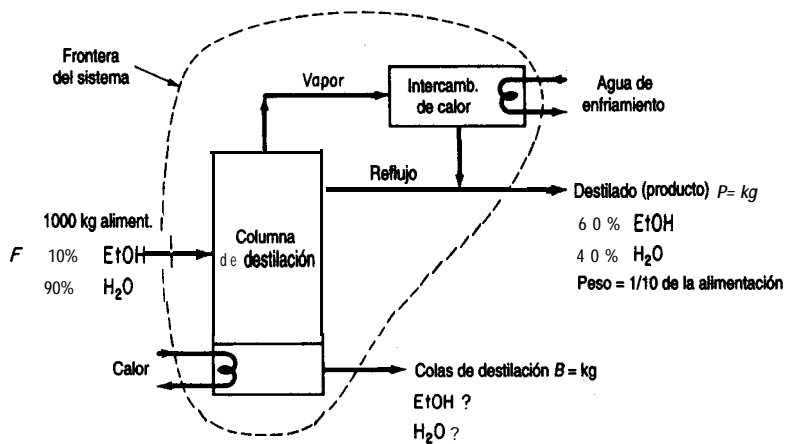 Frontera
del sistema
Vapor
Intercamb.
de calor
Agua de
enfriamiento
Reflujo
Destilado (producto) P= kg
60% EtOH
40% H₂O
Peso = 1/10 de la alimentación
1000 kg aliment.
F 10% EtOH
90% H₂O
Columna
de destilación
Calor
Colas de destilación B = kg
EtOH ?
H₂O ?